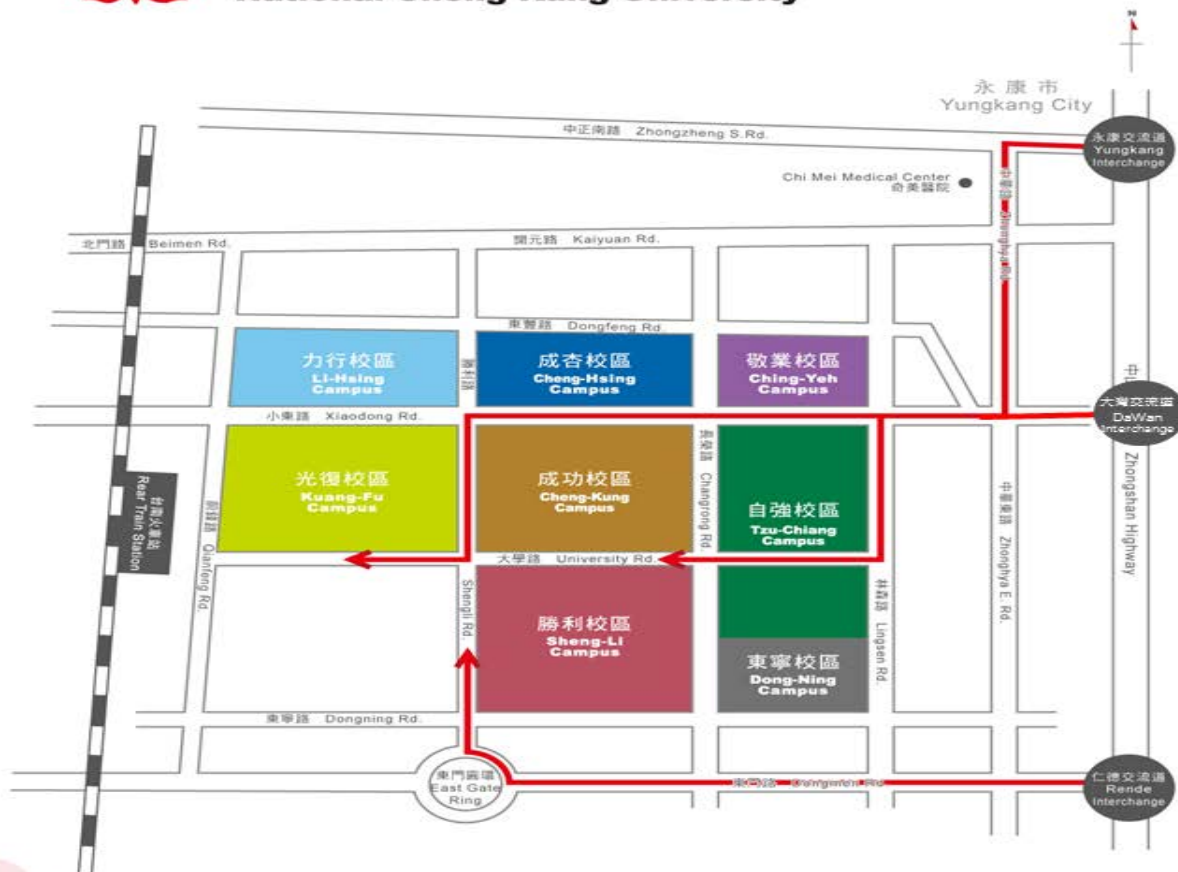 National Cheng Kung University
N
永康市
Yungkang City
中正南路 Zhongzheng S.Rd.
永康交流道
Yungkang
Interchange
Chi Mei Medical Center
奇美醫院
中華路
北門路 Beimen Rd.
開元路 Kaiyuan Rd.
東豐路 Dongfeng Rd.
力行校區
Li-Hsing
Campus
勝利路
成杏校區
Cheng-Hsing
Campus
敬業校區
Ching-Yeh
Campus
大灣交流道
DaWan
Interchange
小東路 Xiaodong Rd.
光復校區
Kuang-Fu
Campus
成功校區
Cheng-Kung
Campus
長榮路 Changrong Rd.
自強校區
Tzu-Chiang
Campus
中華東路 Zhonghya E. Rd.
Zhongshan Highway
台南火車站
Rear Train Station
前鋒路 Qianfeng Rd.
大學路 University Rd.
Shengli Rd.
勝利校區
Sheng-Li
Campus
林森路 Lingsen Rd.
東寧校區
Dong-Ning
Campus
東寧路 Dongning Rd.
東門圓環
East Gate
Ring
東門路 Dongmen Rd
仁德交流道
Rende
Interchange